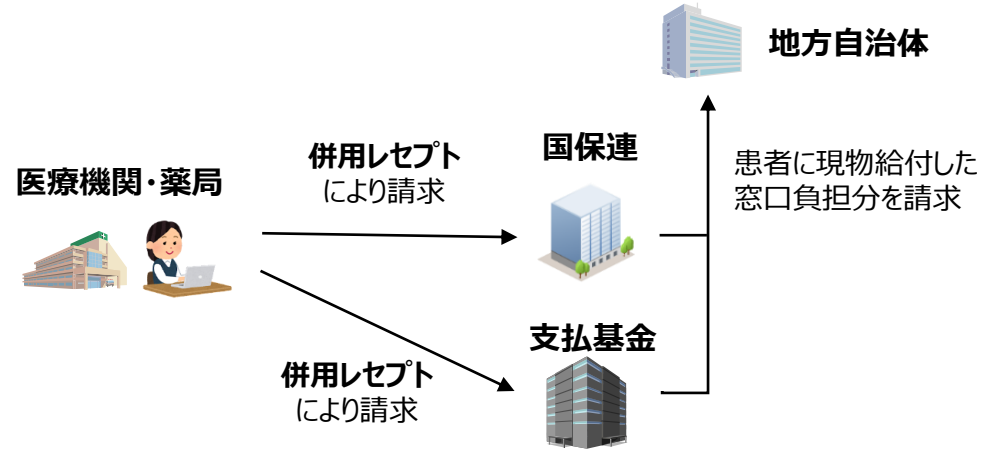 地方自治体
国保連
併用レセプト
により請求
医療機関・薬局
患者に現物給付した
窓口負担分を請求
支払基金
併用レセプト
により請求